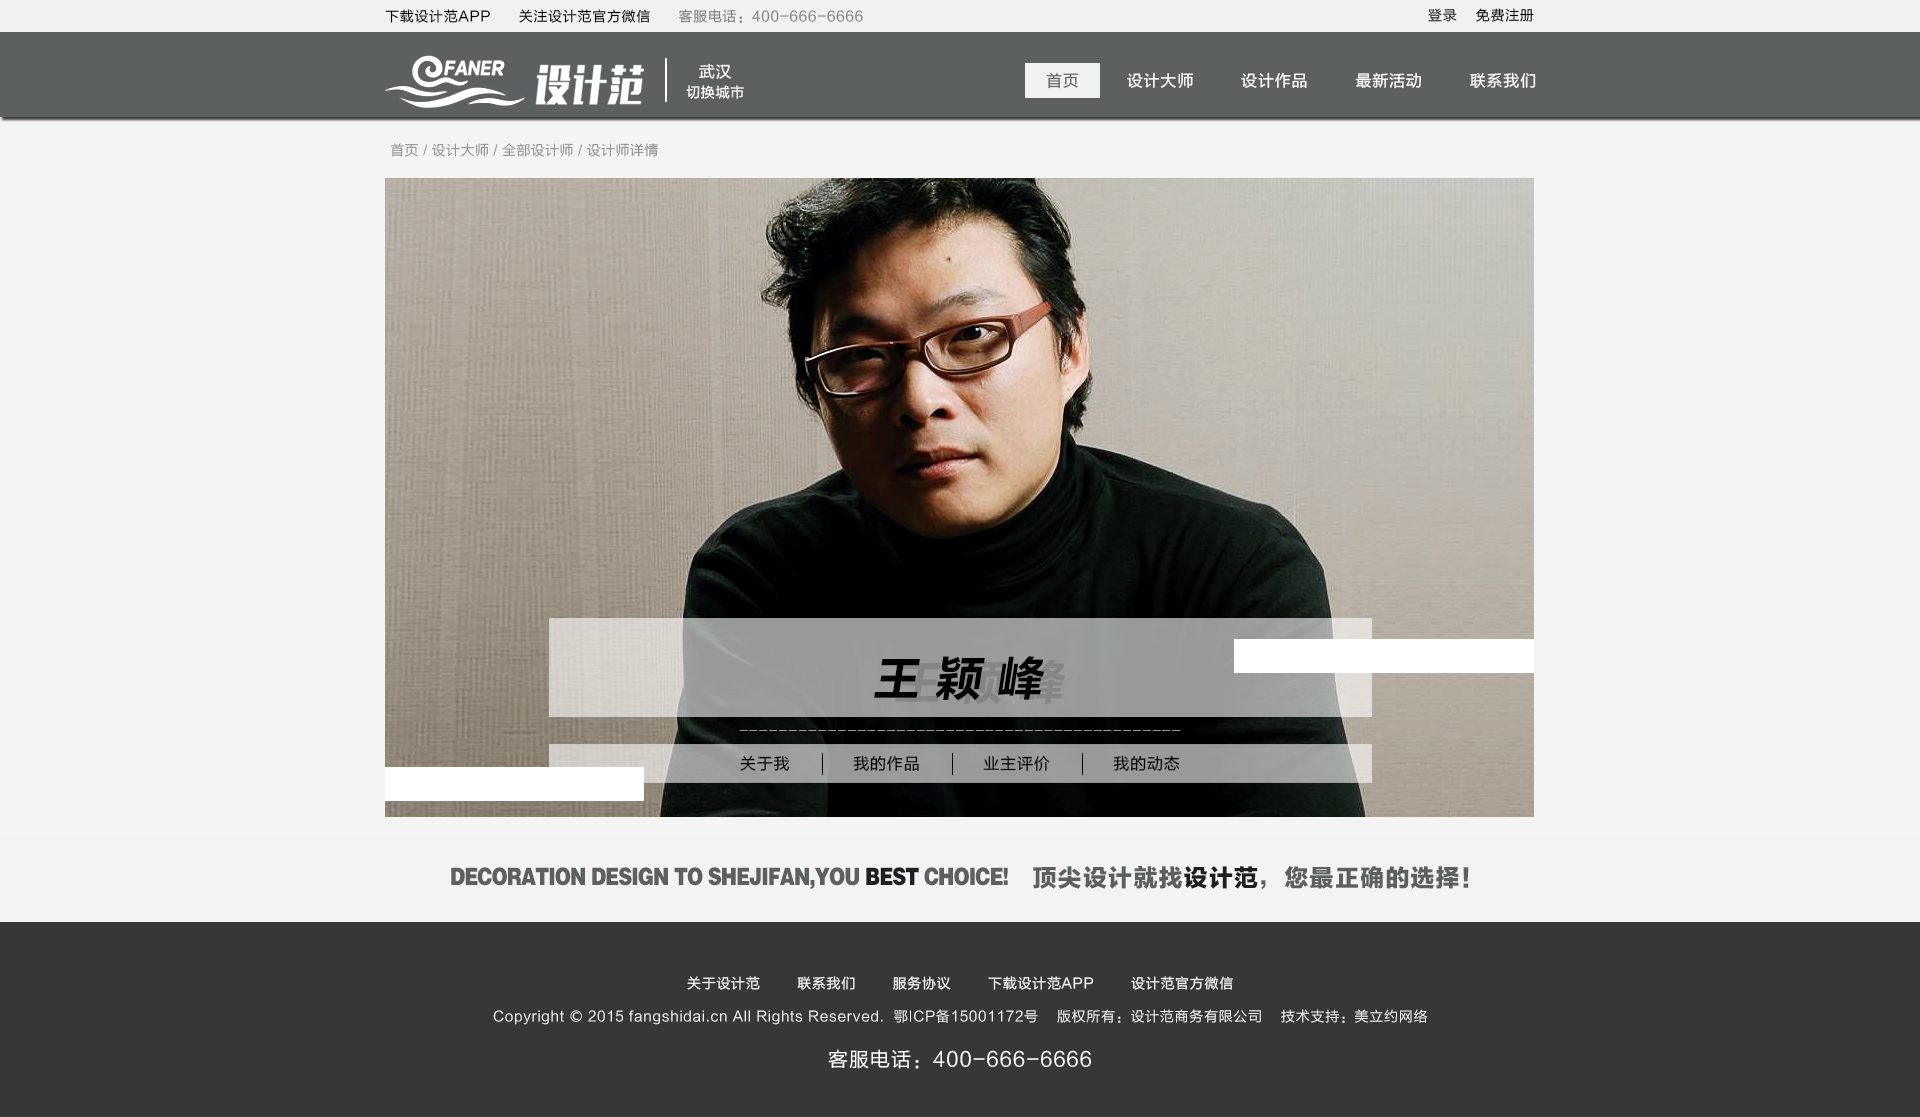 下载设计范APP 关注设计范官方微信 客服电话：400-666-6666 登录 免费注册
FANER 设计范 武汉 首页 设计大师 设计作品 最新活动 联系我们
切换城市
首页 / 设计大师 / 全部设计师 / 设计师详情
王颖峰
关于我 我的作品 业主评价 我的动态
DECORATION DESIGN TO SHEJIFAN,YOU BEST CHOICE! 顶尖设计就找设计范，您最正确的选择！
关于设计范 联系我们 服务协议 下载设计范APP 设计范官方微信
Copyright © 2015 fangshidai.cn All Rights Reserved. 鄂ICP备15001172号 版权所有：设计范商务有限公司 技术支持：美立约网络
客服电话：400-666-6666